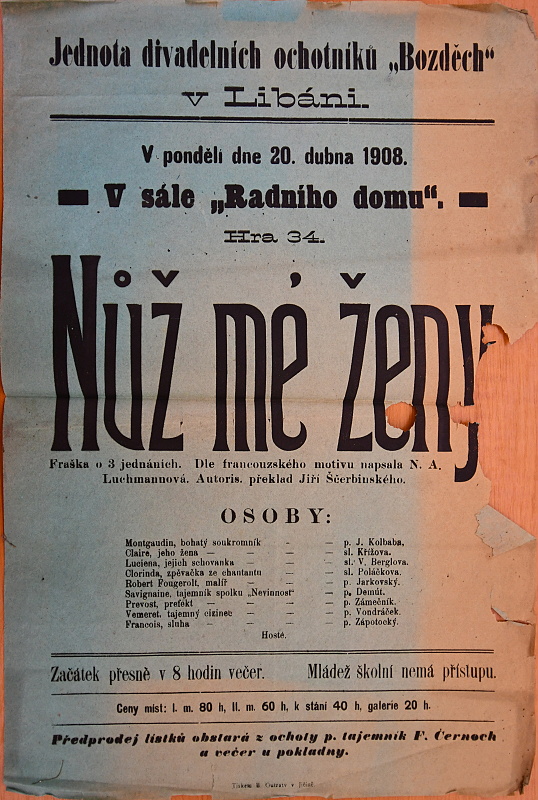 Jednota divadelních ochotníků „Bozděch“
v Libáni.
V pondělí dne 20. dubna 1908.
V sále „Radního domu“.
Hra 34.
Nůž mé ženy
Fraška o 3 jednáních. Dle francouzského motivu napsala N. A.
Luchmannová. Autoris. překlad Jiří Ščerbinského.
OSOBY:
Montgaudin, bohatý soukromník - — p. J. Kolbaba,
Claire, jeho žena — — - — sl. Křížova.
Luciena, jejich schovanka — - — sl. V. Berglova.
Clorinda, zpěvačka ze chantantu — sl. Poláčkova.
Robert Fougerolt, malíř — - — p. Jarkovský.
Savignaine, tajemník spolku „Nevinnost“ — p. Demút.
Prevost, prefekt — — - — p. Zámečník.
Vemeret, tajemný cizinec — - — p. Vondráček.
Francois, sluha — — - — p. Zápotocký.
Hosté.
Začátek přesně v 8 hodin večer. Mládež školní nemá přístupu.
Ceny míst: I. m. 80 h, II. m. 60 h, k stání 40 h, galerie 20 h.
Předprodej lístků obstará z ochoty p. tajemník F. Černoch
a večer u pokladny.
Tiskem v Jičíně.